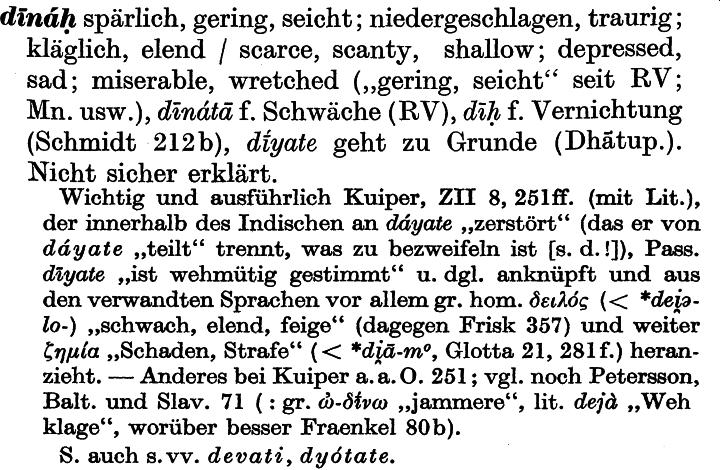 dīnáḥ spärlich, gering, seicht; niedergeschlagen, traurig;
kläglich, elend / scarce, scanty, shallow; depressed,
sad; miserable, wretched („gering, seicht“ seit RV;
Mn. usw.), dīnátā f. Schwäche (RV), dīḥ f. Vernichtung
(Schmidt 212b), dī́yate geht zu Grunde (Dhātup.).
Nicht sicher erklärt.
Wichtig und ausführlich Kuiper, ZII 8, 251ff. (mit Lit.),
der innerhalb des Indischen an dáyate „zerstört“ (das er von
dáyate „teilt“ trennt, was zu bezweifeln ist [s. d.!]), Pass.
dīyate „ist wehmütig gestimmt“ u. dgl. anknüpft und aus
den verwandten Sprachen vor allem gr. hom. δειλός (< *dei̯ə-
lo-) „schwach, elend, feige“ (dagegen Frisk 357) und weiter
ζημία „Schaden, Strafe“ (< *di̯ā-mº, Glotta 21, 281f.) heran-
zieht. — Anderes bei Kuiper a. a. O. 251; vgl. noch Petersson,
Balt. und Slav. 71 (: gr. ὠ-δίνω „jammere“, lit. dejà „Weh
klage“, worüber besser Fraenkel 80b).
S. auch s. vv. devati, dyótate.